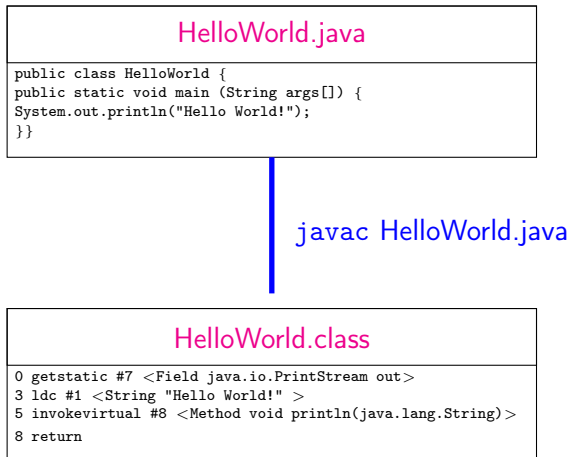 HelloWorld.java
public class HelloWorld {
public static void main (String args[]) {
System.out.println("Hello World!");
}}
javac HelloWorld.java
HelloWorld.class
0 getstatic #7 <Field java.io.PrintStream out>
3 ldc #1 <String "Hello World!" >
5 invokevirtual #8 <Method void println(java.lang.String)>
8 return